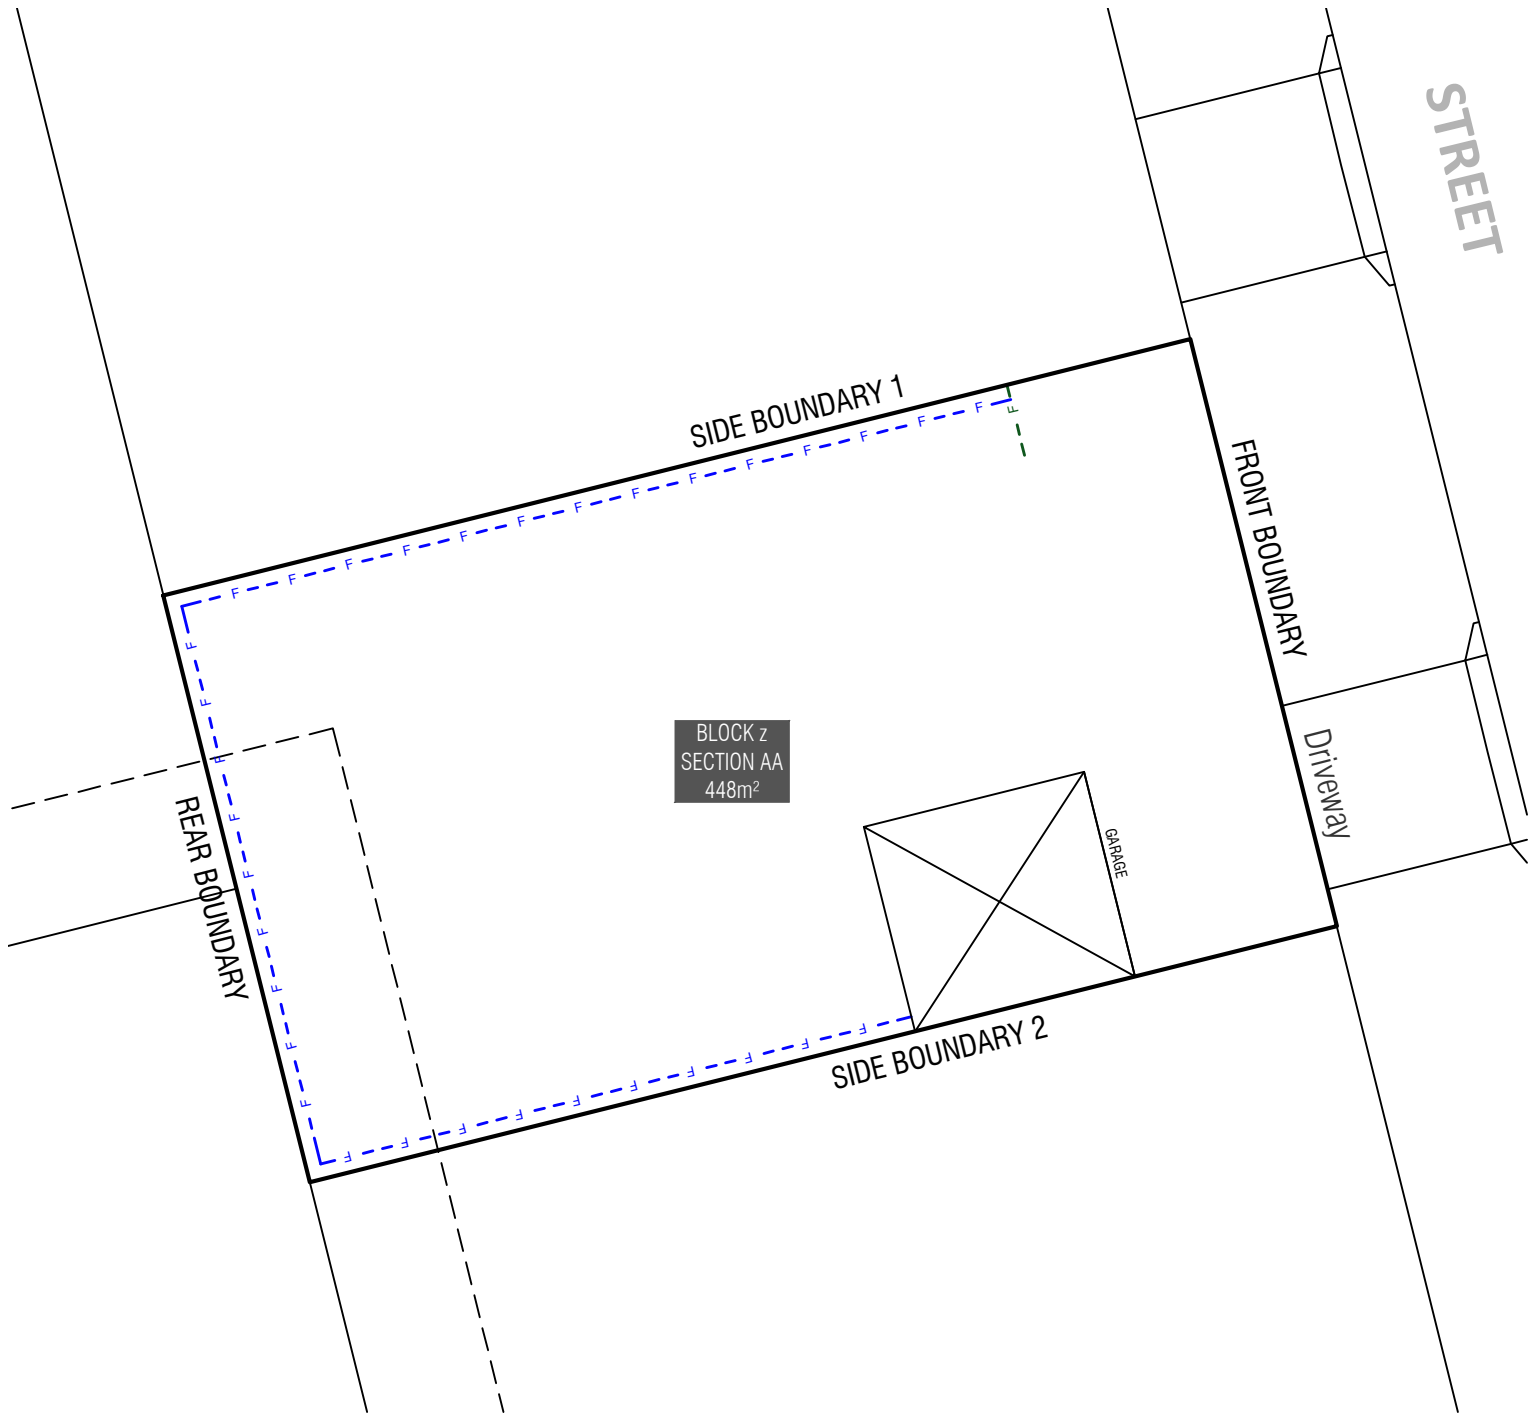 STREET
SIDE BOUNDARY 1
F F F F F F F F F F F F F F
F
FRONT BOUNDARY
F F F F F F F F F
BLOCK z
SECTION AA
448m²
Driveway
REAR BOUNDARY
GARAGE
F F F F F F F F F F
SIDE BOUNDARY 2